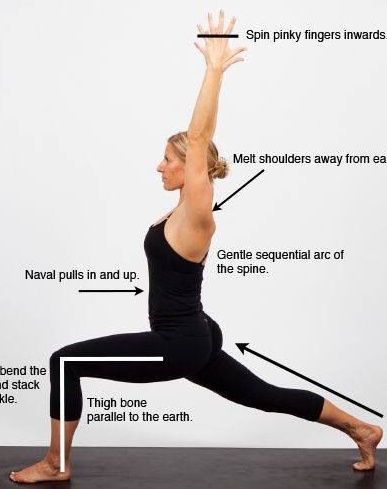 Spin pinky fingers inwards
Melt shoulders away from ea
Gentle sequential arc of
the spine.
Naval pulls in and up.
bend the
d stack
kle.
Thigh bone
parallel to the earth.